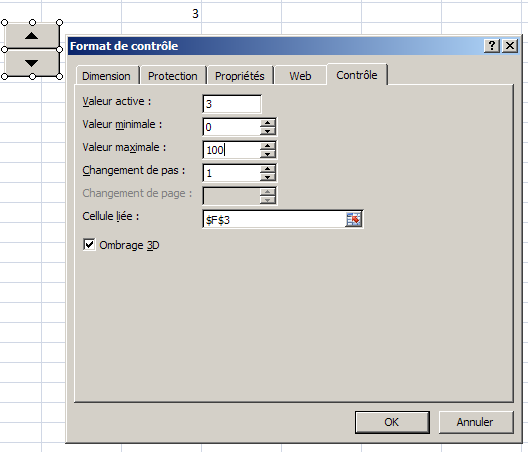 3
Format de contrôle
Dimension Protection Propriétés Web Contrôle
Valeur active : 3
Valeur minimale : 0
Valeur maximale : 100
Changement de pas : 1
Changement de page :
Cellule liée : $F$3
Ombrage 3D
OK Annuler